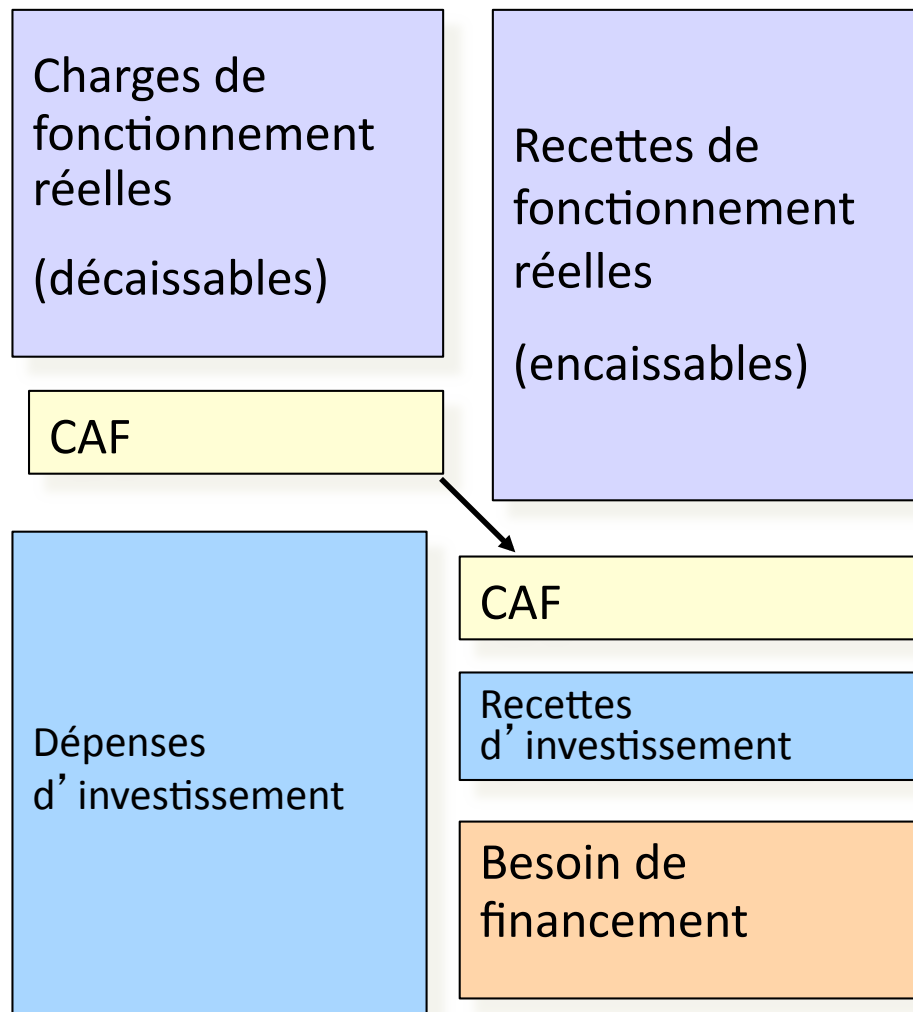 Charges de
fonctionnement
réelles
(décaissables)
Recettes de
fonctionnement
réelles
(encaissables)
CAF
CAF
Dépenses
d’investissement
Recettes
d’investissement
Besoin de
financement